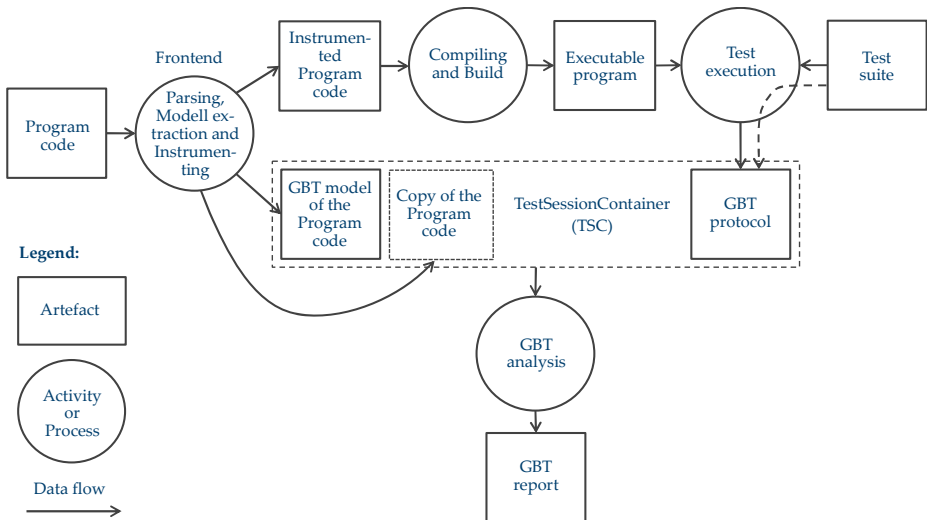 Frontend
Program
code
Parsing,
Modell ex-
traction and
Instrumen-
ting
Instrumen-
ted
Program
code
Compiling
and Build
Executable
program
Test
execution
Test
suite
GBT model
of the
Program
code
Copy of the
Program
code
TestSessionContainer
(TSC)
GBT
protocol
GBT
analysis
GBT
report
Legend:
Artefact
Activity
or
Process
Data flow